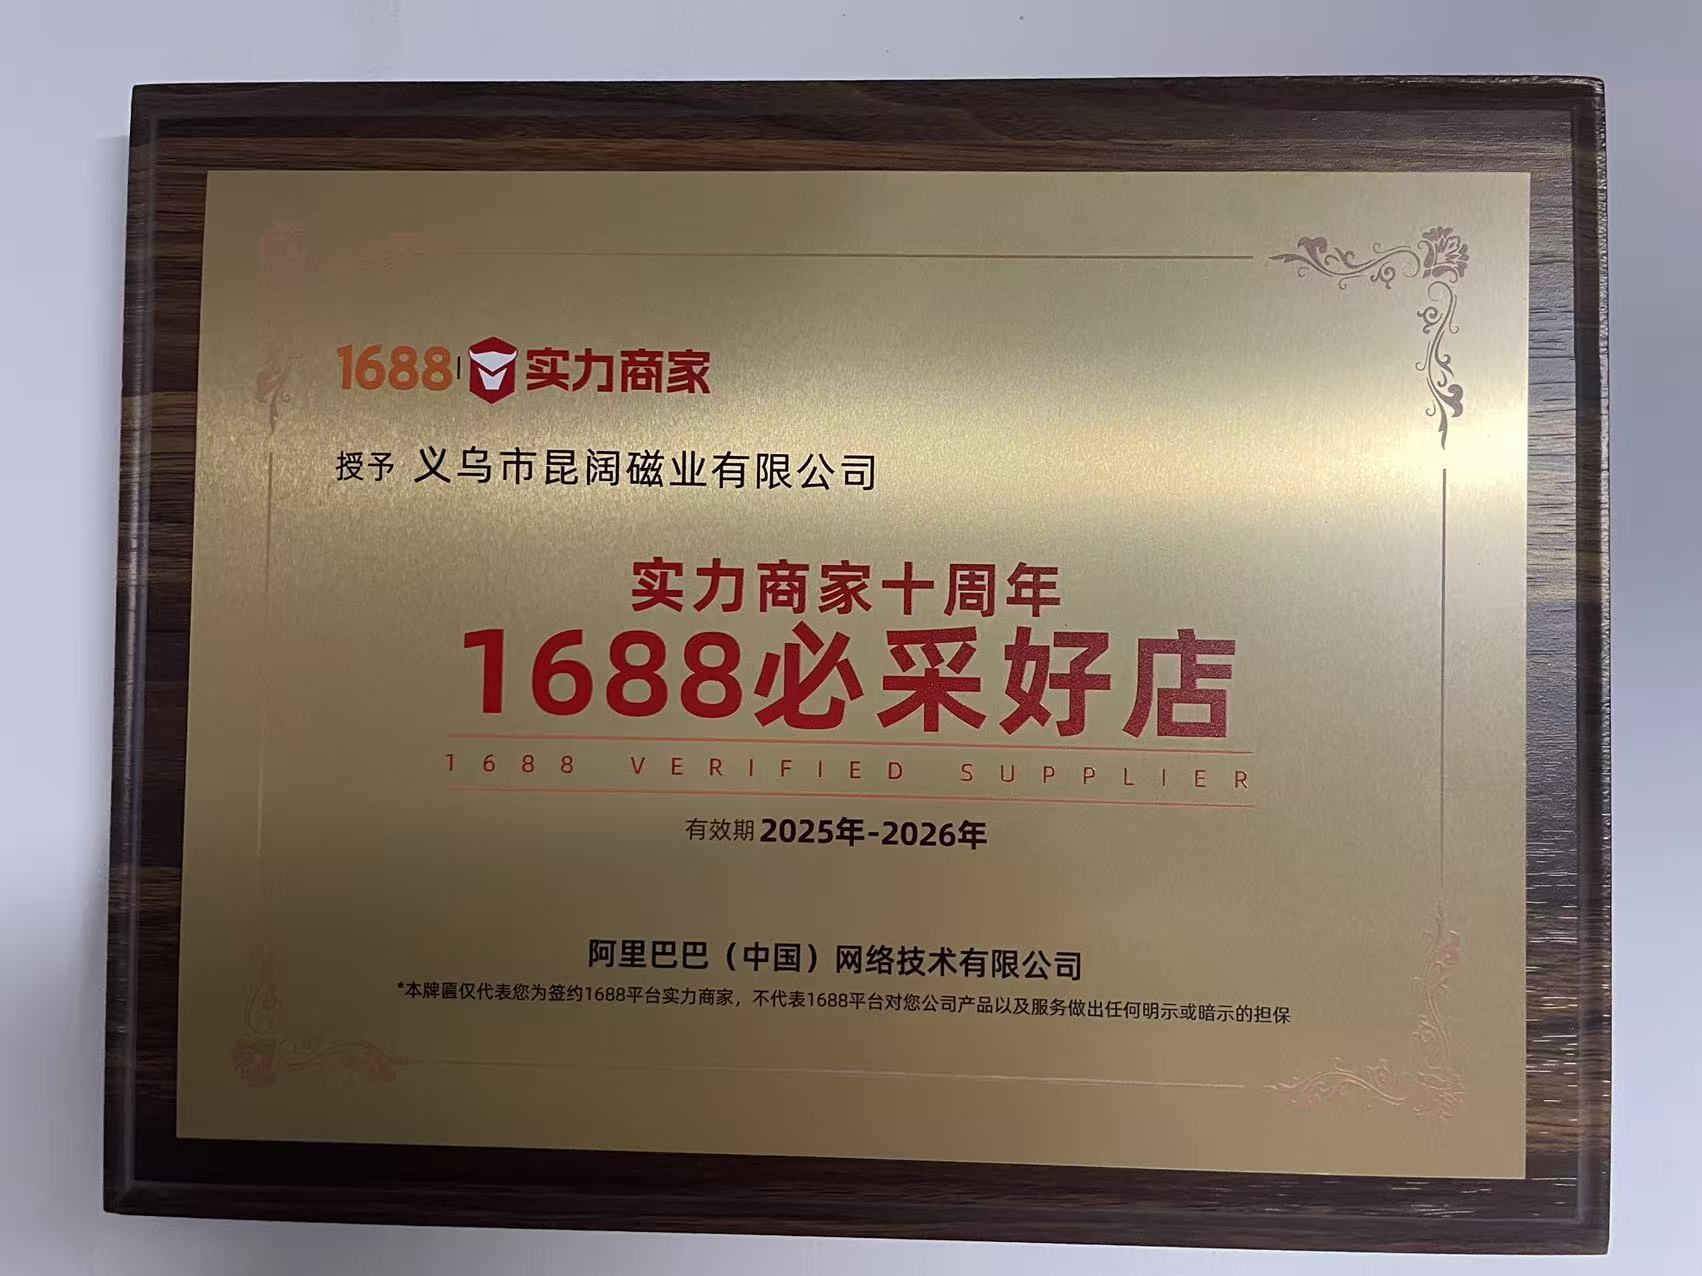 1688 实力商家
授予 义乌市昆阔磁业有限公司
实力商家十周年
1688必采好店
1688 VERIFIED SUPPLIER
有效期 2025年-2026年
阿里巴巴（中国）网络技术有限公司
*本牌匾仅代表您为签约1688平台实力商家，不代表1688平台对您公司产品以及服务做出任何明示或暗示的担保